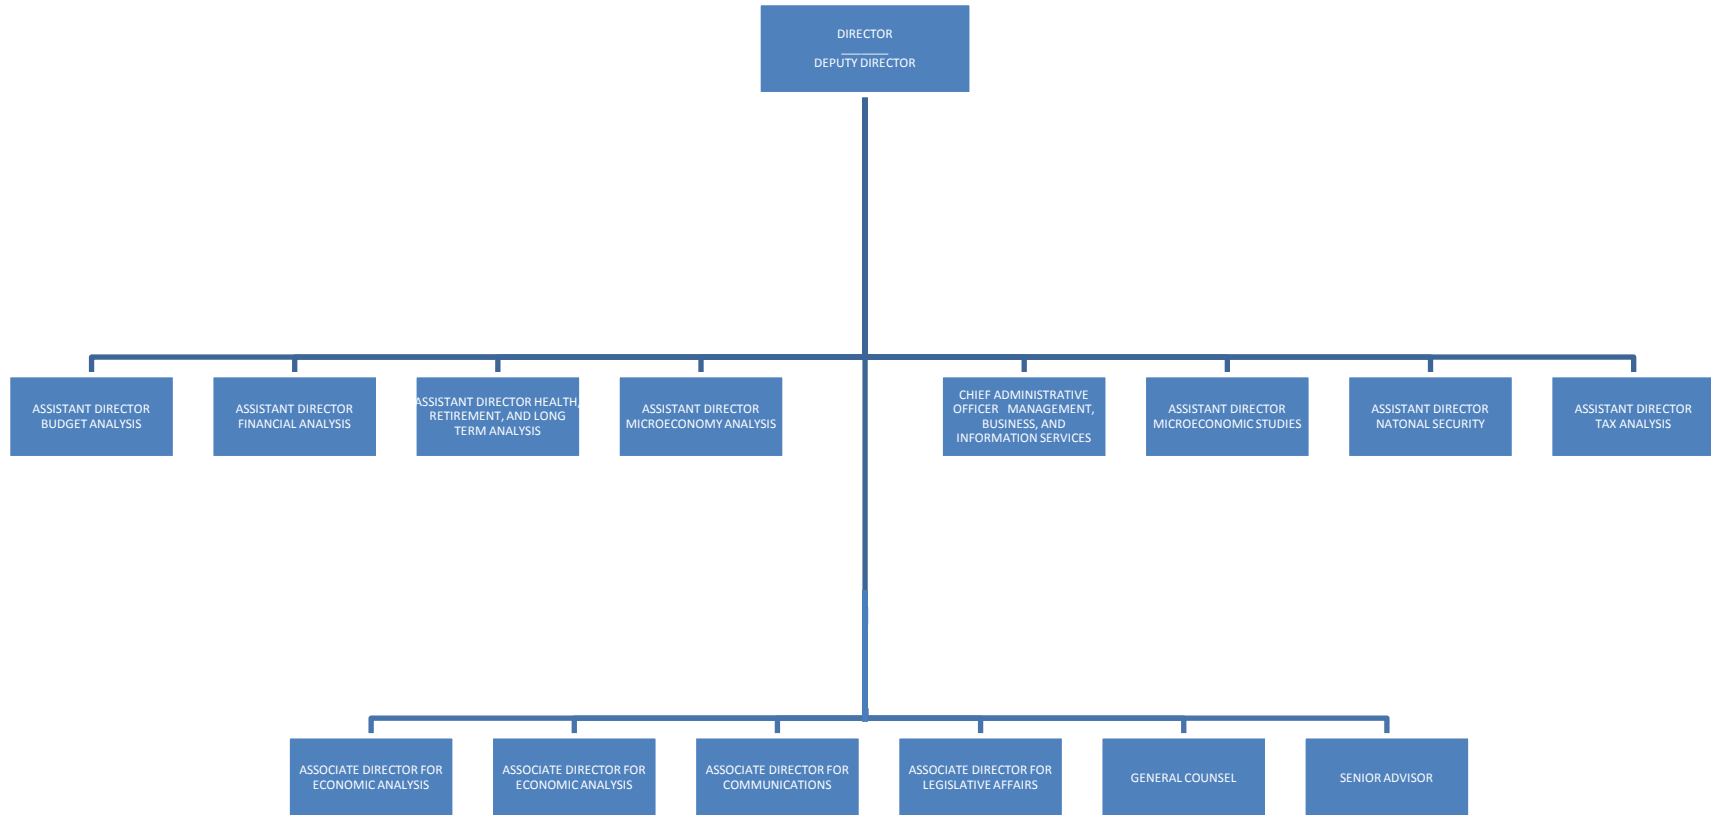 DIRECTOR
DEPUTY DIRECTOR
ASSISTANT DIRECTOR
BUDGET ANALYSIS
ASSISTANT DIRECTOR
FINANCIAL ANALYSIS
ASSISTANT DIRECTOR HEALTH,
RETIREMENT, AND LONG
TERM ANALYSIS
ASSISTANT DIRECTOR
MICROECONOMY ANALYSIS
CHIEF ADMINISTRATIVE
OFFICER MANAGEMENT,
BUSINESS, AND
INFORMATION SERVICES
ASSISTANT DIRECTOR
MICROECONOMIC STUDIES
ASSISTANT DIRECTOR
NATONAL SECURITY
ASSISTANT DIRECTOR
TAX ANALYSIS
ASSOCIATE DIRECTOR FOR
ECONOMIC ANALYSIS
ASSOCIATE DIRECTOR FOR
ECONOMIC ANALYSIS
ASSOCIATE DIRECTOR FOR
COMMUNICATIONS
ASSOCIATE DIRECTOR FOR
LEGISLATIVE AFFAIRS
GENERAL COUNSEL
SENIOR ADVISOR